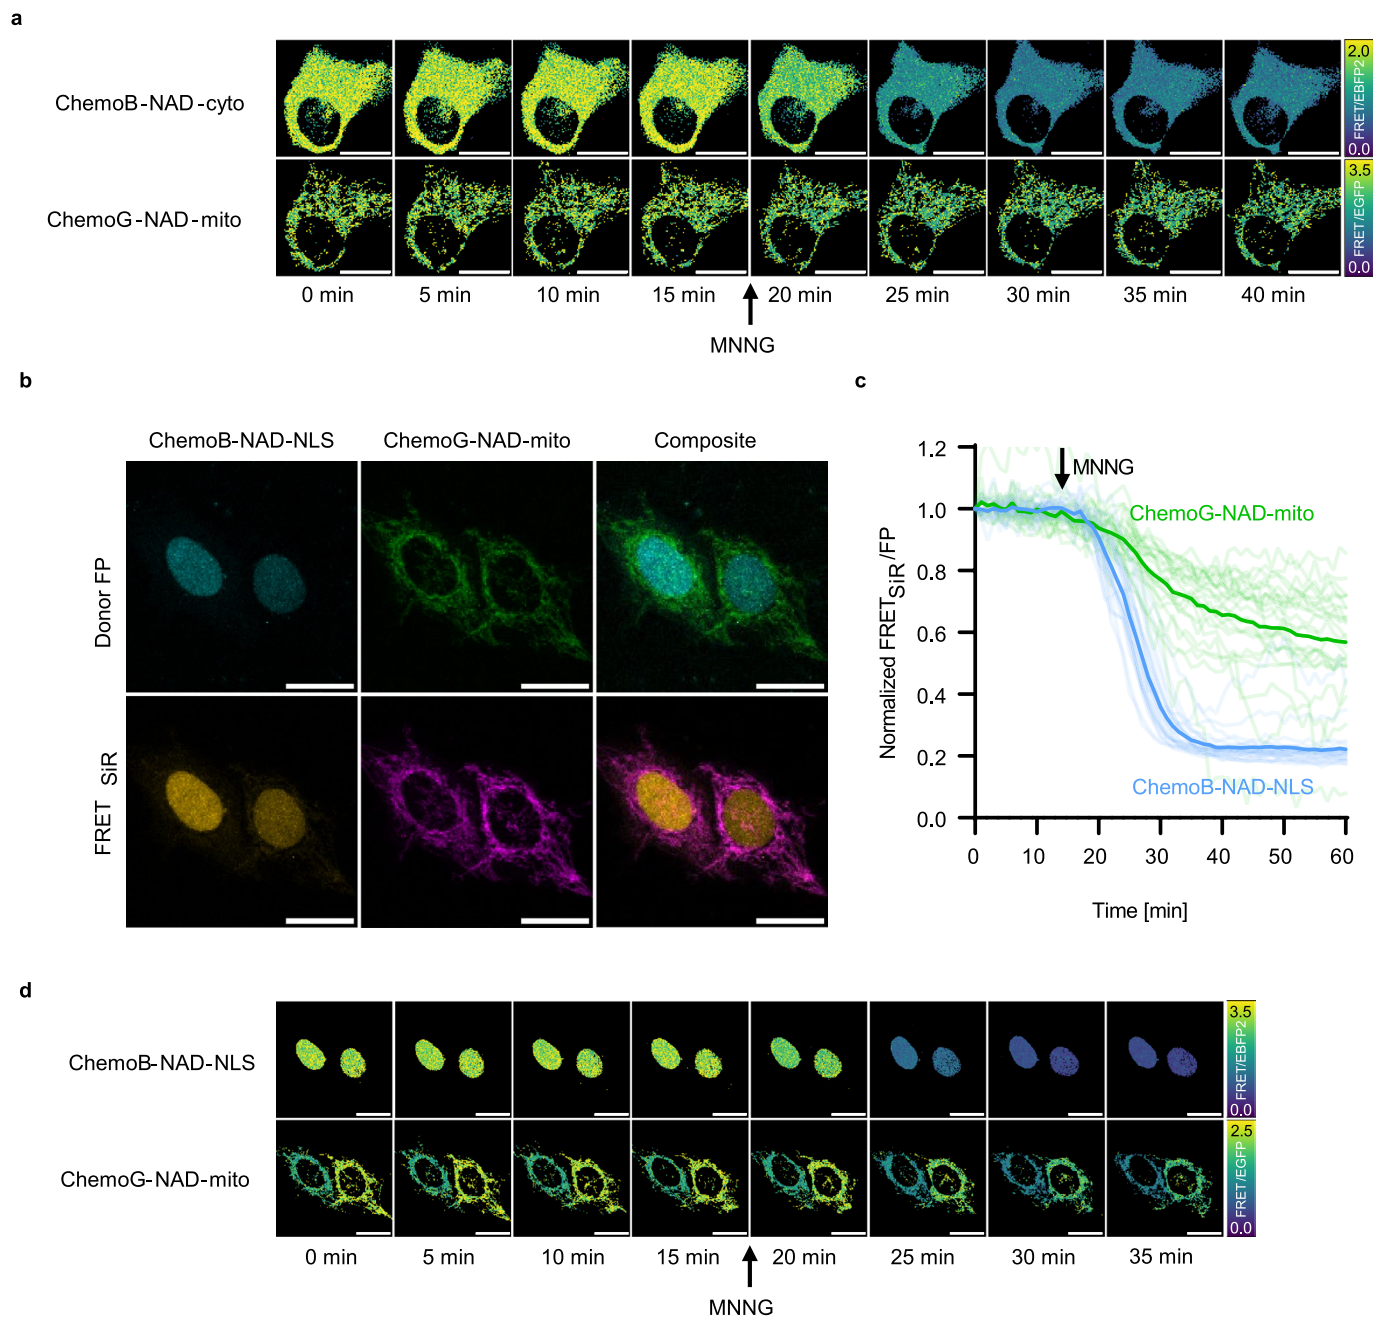 a
ChemoB-NAD-cyto
2.0
FRET/EBFP2
0.0
ChemoG-NAD-mito
3.5
FRET/EGFP
0.0
0 min 5 min 10 min 15 min 20 min 25 min 30 min 35 min 40 min
MNNG
b
ChemoB-NAD-NLS ChemoG-NAD-mito Composite
Donor FP
FRET SiR
c
Normalized FRET SiR/FP
1.2
1.0
0.8
0.6
0.4
0.2
0.0
MNNG
ChemoG-NAD-mito
ChemoB-NAD-NLS
0 10 20 30 40 50 60
Time [min]
d
ChemoB-NAD-NLS
3.5
FRET/EBFP2
0.0
ChemoG-NAD-mito
2.5
FRET/EGFP
0.0
0 min 5 min 10 min 15 min 20 min 25 min 30 min 35 min
MNNG